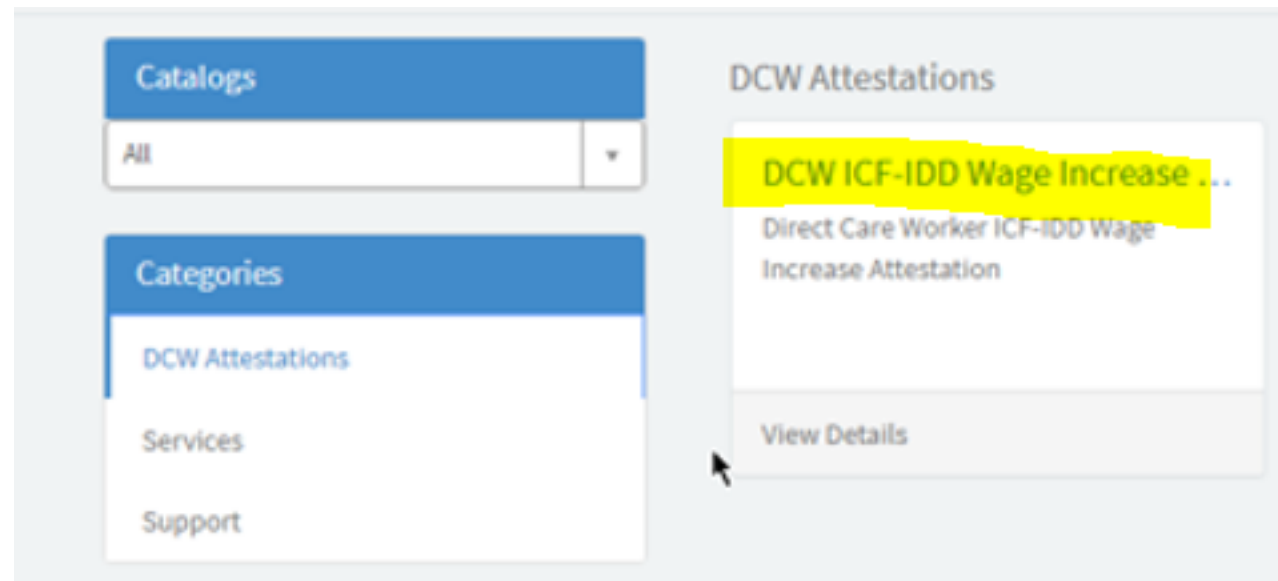 Catalogs
All
Categories
DCW Attestations
Services
Support
DCW Attestations
DCW ICF-IDD Wage Increase ...
Direct Care Worker ICF-IDD Wage
Increase Attestation
View Details